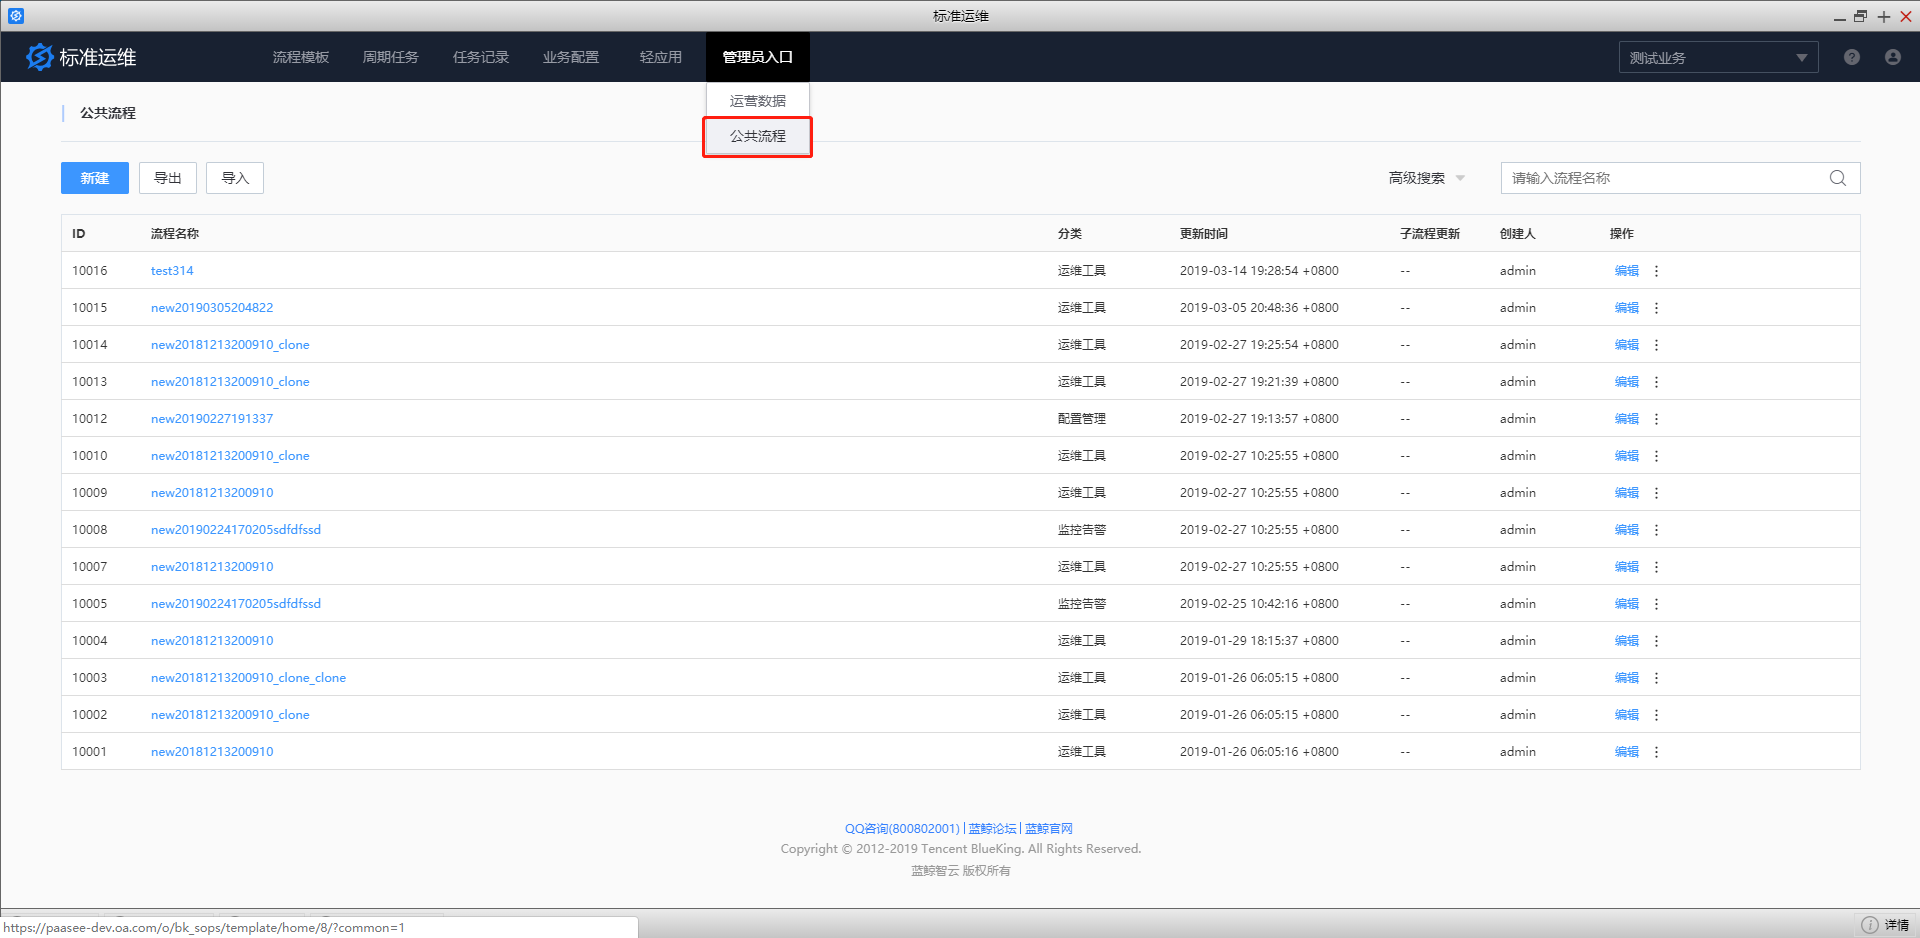 标准运维
标准运维
流程模板 周期任务 任务记录 业务配置 轻应用 管理员入口 测试业务
运营数据
公共流程
公共流程
新建 导出 导入 高级搜索 请输入流程名称
ID 流程名称 分类 更新时间 子流程更新 创建人 操作
10016 test314 运维工具 2019-03-14 19:28:54 +0800 -- admin 编辑
10015 new20190305204822 运维工具 2019-03-05 20:48:36 +0800 -- admin 编辑
10014 new20181213200910_clone 运维工具 2019-02-27 19:25:54 +0800 -- admin 编辑
10013 new20181213200910_clone 运维工具 2019-02-27 19:21:39 +0800 -- admin 编辑
10012 new20190227191337 配置管理 2019-02-27 19:13:57 +0800 -- admin 编辑
10010 new20181213200910_clone 运维工具 2019-02-27 10:25:55 +0800 -- admin 编辑
10009 new20181213200910 运维工具 2019-02-27 10:25:55 +0800 -- admin 编辑
10008 new20190224170205sdfdfssd 监控告警 2019-02-27 10:25:55 +0800 -- admin 编辑
10007 new20181213200910 运维工具 2019-02-27 10:25:55 +0800 -- admin 编辑
10005 new20190224170205sdfdfssd 监控告警 2019-02-25 10:42:16 +0800 -- admin 编辑
10004 new20181213200910 运维工具 2019-01-29 18:15:37 +0800 -- admin 编辑
10003 new20181213200910_clone_clone 运维工具 2019-01-26 06:05:15 +0800 -- admin 编辑
10002 new20181213200910_clone 运维工具 2019-01-26 06:05:15 +0800 -- admin 编辑
10001 new20181213200910 运维工具 2019-01-26 06:05:16 +0800 -- admin 编辑
QQ咨询(800802001) | 蓝鲸论坛 | 蓝鲸官网
Copyright © 2012-2019 Tencent BlueKing. All Rights Reserved.
蓝鲸智云 版权所有
https://paasee-dev.oa.com/o/bk_sops/template/home/8/?common=1
详情